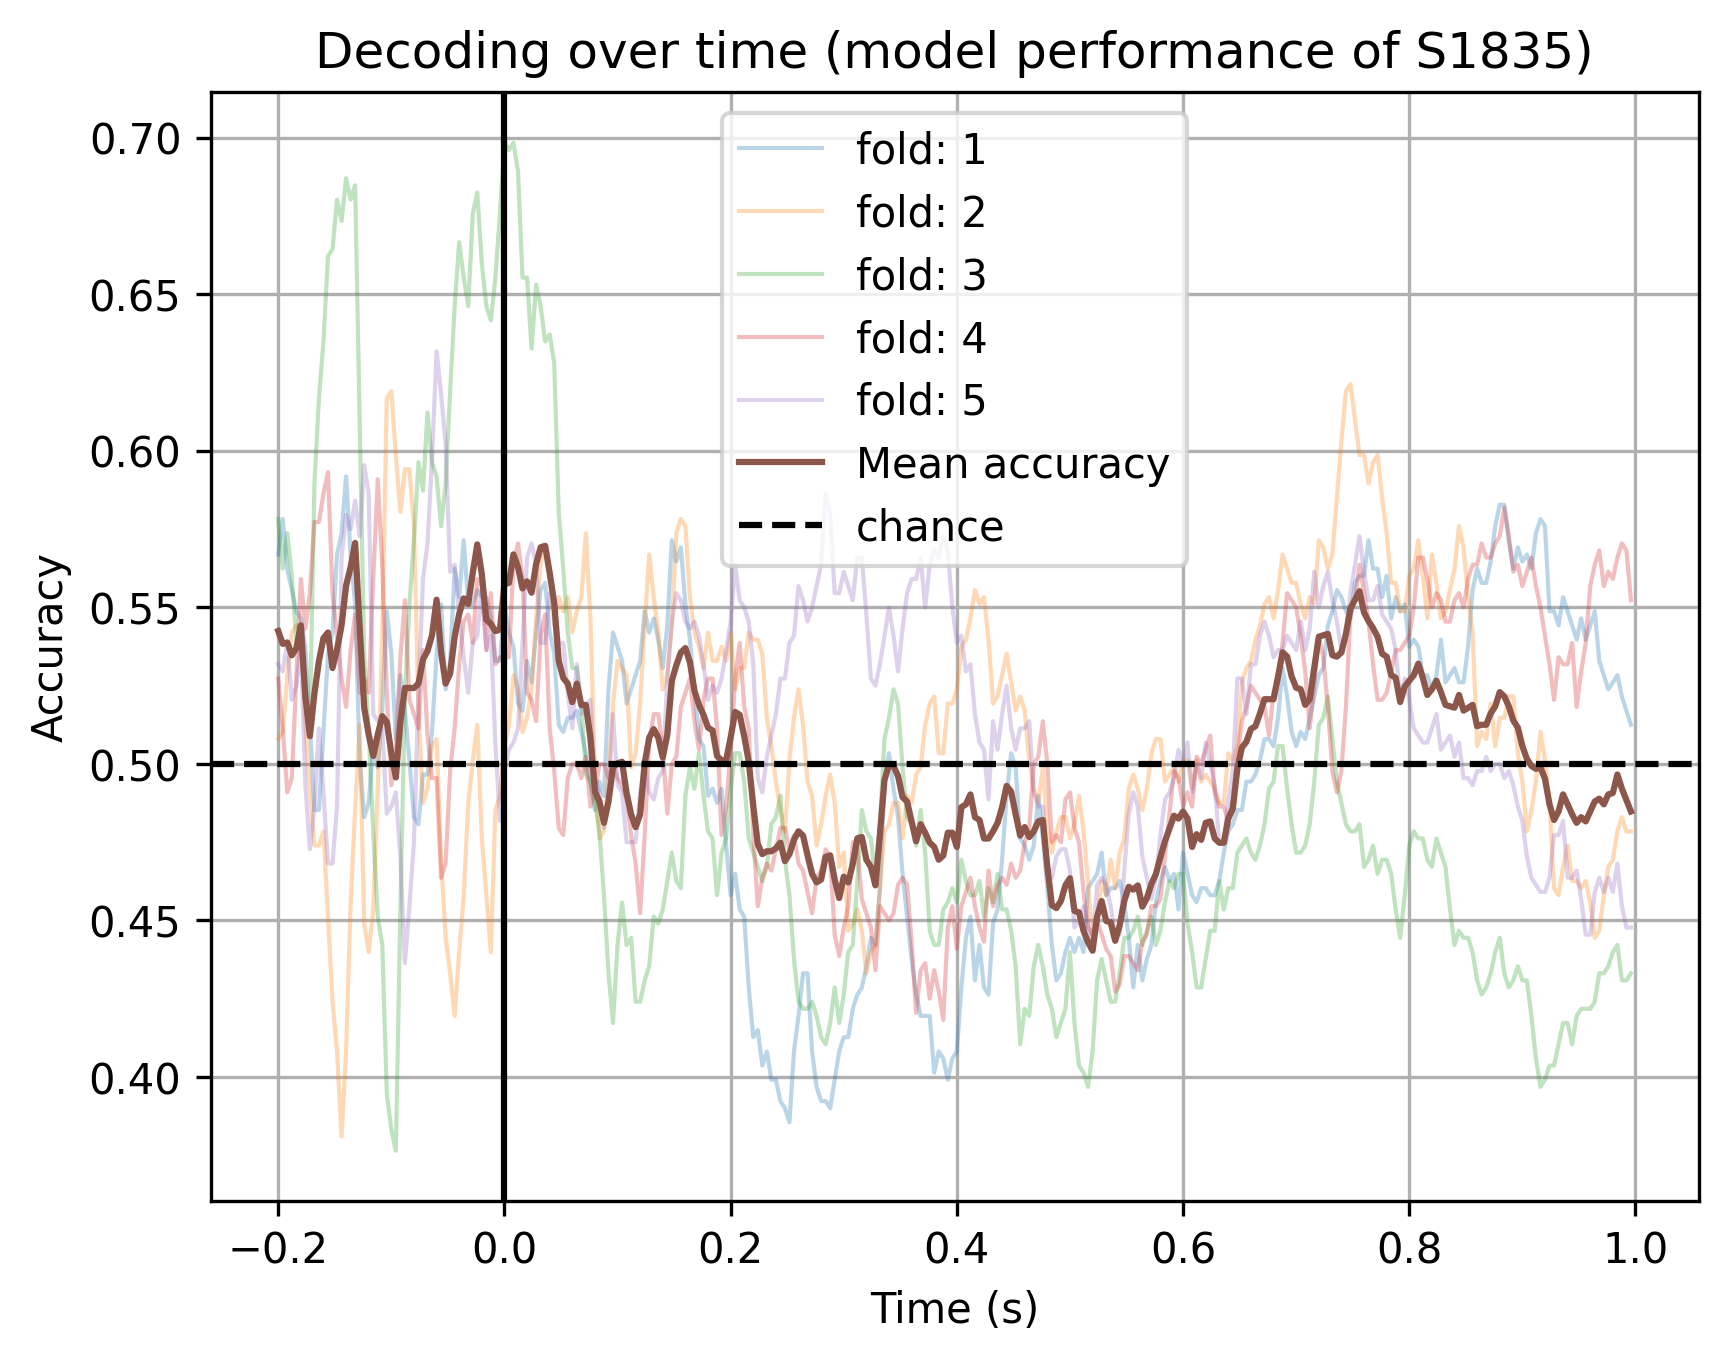 Decoding over time (model performance of S1835)
fold: 1
fold: 2
fold: 3
fold: 4
fold: 5
Mean accuracy
chance
Accuracy
0.70
0.65
0.60
0.55
0.50
0.45
0.40
−0.2
0.0
0.2
0.4
0.6
0.8
1.0
Time (s)